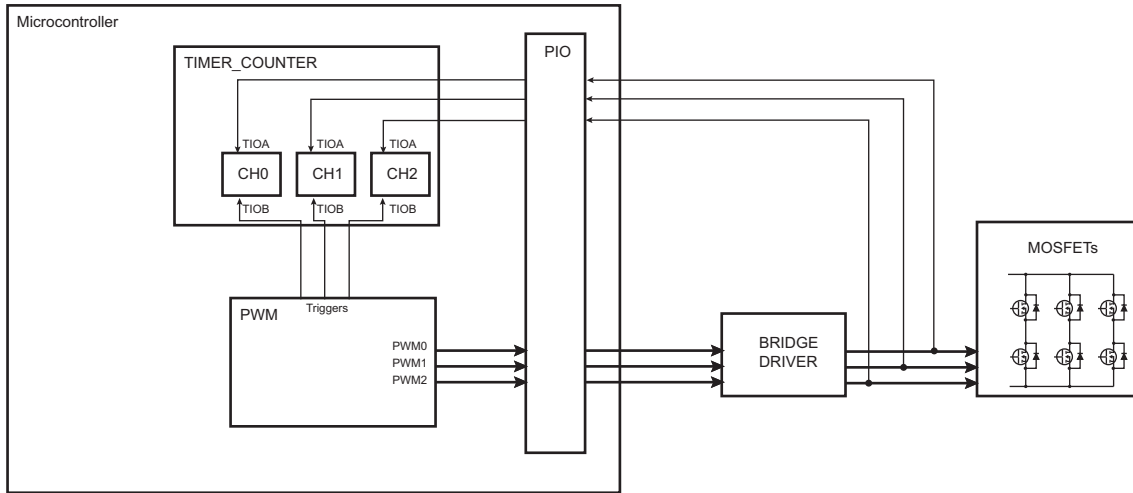 Microcontroller
PIO
TIMER_COUNTER
TIOA
TIOA
TIOA
CH0
CH1
CH2
TIOB
TIOB
TIOB
MOSFETs
Triggers
PWM
PWM0
PWM1
PWM2
BRIDGE
DRIVER